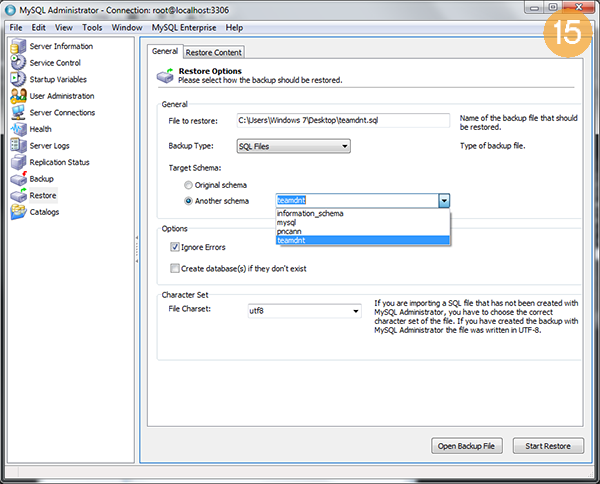 MySQL Administrator - Connection: root@localhost:3306
15
File Edit View Tools Window MySQL Enterprise Help
Server Information
Service Control
Startup Variables
User Administration
Server Connections
Health
Server Logs
Replication Status
Backup
Restore
Catalogs
General Restore Content
Restore Options
Please select how the backup should be restored.
General
File to restore: C:\Users\Windows 7\Desktop\teamdnt.sql Name of the backup file that should
be restored.
Backup Type: SQL Files Type of backup file.
Target Schema:
Original schema
Another schema teamdnt
information_schema
mysql
pncann
teamdnt
Options
Ignore Errors
Create database(s) if they don't exist
Character Set
File Charset: utf8
If you are importing a SQL file that has not been created with
MySQL Administrator, you have to choose the correct
character set of the file. If you have created the backup with
MySQL Administrator the file was written in UTF-8.
Open Backup File Start Restore